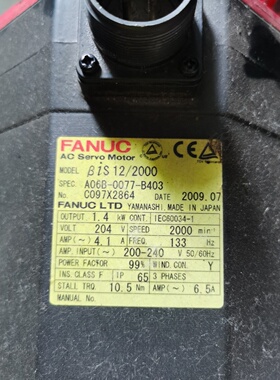 FANUC
AC Servo Motor
MODEL βiS 12/2000
SPEC. A06B-0077-B403
No C097X2864 DATE 2009.07
FANUC LTD YAMANASHI, MADE IN JAPAN
OUTPUT 1.4 kW CONT. IEC60034-1
VOLT 204 V SPEED 2000 min⁻¹
AMP(~) 4.1 A FREQ. 133 Hz
AMP. INPUT(~) 200-240 V 50/60Hz
POWER FACTOR 99% WIND CONNE. Y
INS. CLASS F IP 65 3 PHASES
STALL TRQ 10.5 Nm AMP(~) 6.5A
MANUAL No.